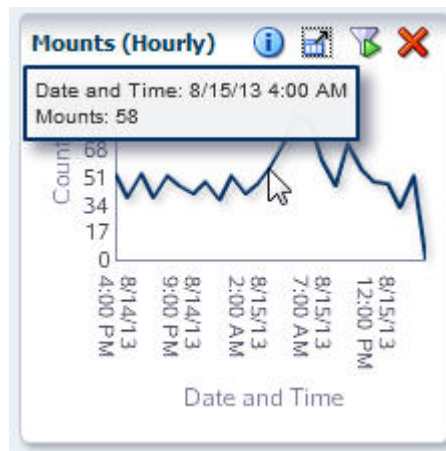 Mounts (Hourly)
Date and Time: 8/15/13 4:00 AM
Mounts: 58
68
51
34
17
0
8/14/13
4:00 PM
8/14/13
9:00 PM
8/15/13
2:00 AM
8/15/13
7:00 AM
8/15/13
12:00 PM
Date and Time